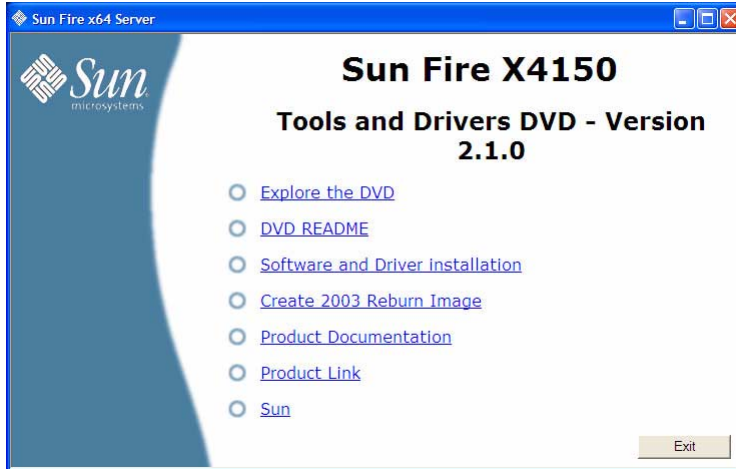 Sun Fire x64 Server
Sun
microsystems
Sun Fire X4150
Tools and Drivers DVD - Version
2.1.0
Explore the DVD
DVD README
Software and Driver installation
Create 2003 Reburn Image
Product Documentation
Product Link
Sun
Exit